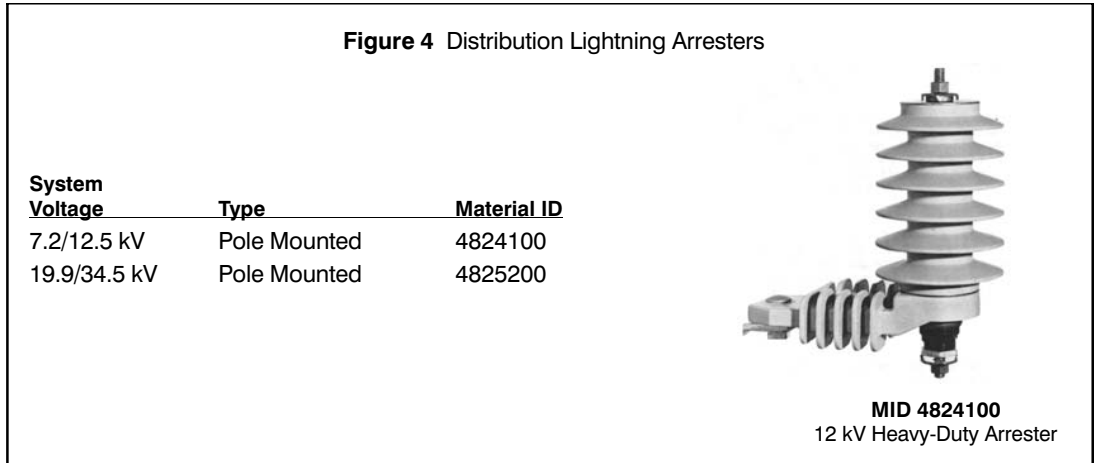 Figure 4 Distribution Lightning Arresters
System
Voltage Type Material ID
7.2/12.5 kV Pole Mounted 4824100
19.9/34.5 kV Pole Mounted 4825200
MID 4824100
12 kV Heavy-Duty Arrester